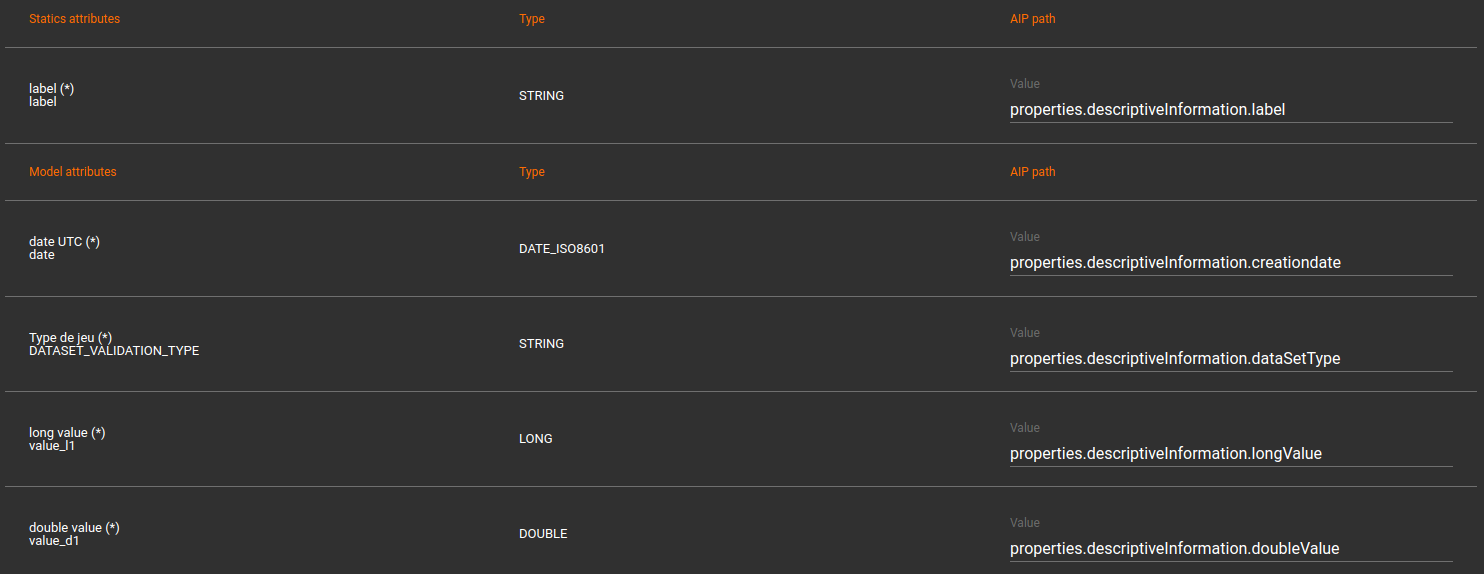 Statics attributes Type AIP path
label (*)
label
STRING
Value
properties.descriptiveInformation.label
Model attributes Type AIP path
date UTC (*)
date
DATE_ISO8601
Value
properties.descriptiveInformation.creationdate
Type de jeu (*)
DATASET_VALIDATION_TYPE
STRING
Value
properties.descriptiveInformation.dataSetType
long value (*)
value_l1
LONG
Value
properties.descriptiveInformation.longValue
double value (*)
value_d1
DOUBLE
Value
properties.descriptiveInformation.doubleValue